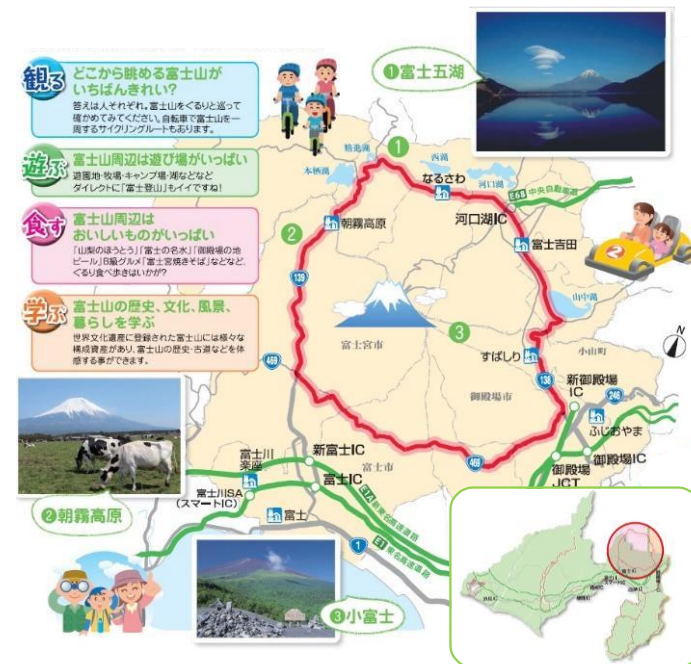 観る
どこから眺める富士山が
いちばんきれい?
答えは人それぞれ。富士山をぐるりと巡って
確かめてみてください。自転車で富士山を一
周するサイクリングルートもあります。
遊ぶ
富士山周辺は遊び場がいっぱい
遊園地・牧場・キャンプ場・湖などなど
ダイレクトに「富士登山」もイイですね!
食す
富士山周辺は
おいしいものがいっぱい
「山梨のほうとう」「富士の名水」「御殿場の地
ビール」B級グルメ「富士宮焼きそば」などなど、
ぐるり食べ歩きはいかが?
学ぶ
富士山の歴史、文化、風景、
暮らしを学ぶ
世界文化遺産に登録された富士山には様々な
構成資産があり、富士山の歴史・古道などを体
感する事ができます。
❶富士五湖
精進湖
1
西湖
本栖湖
なるさわ
河口湖
E68 中央自動車道
河口湖IC
2
朝霧高原
富士吉田
2
139
山中湖
3
富士宮市
すばしり
小山町
N
469
138
新御殿場
IC
246
御殿場市
ふじおやま
469
御殿場IC
御殿場
JCT
富士川
楽座
新富士IC
富士市
富士IC
富士川SA
(スマートIC)
E1A 新東名高速道路
富士
E1 東名高速道路
1
❷朝霧高原
❸小富士